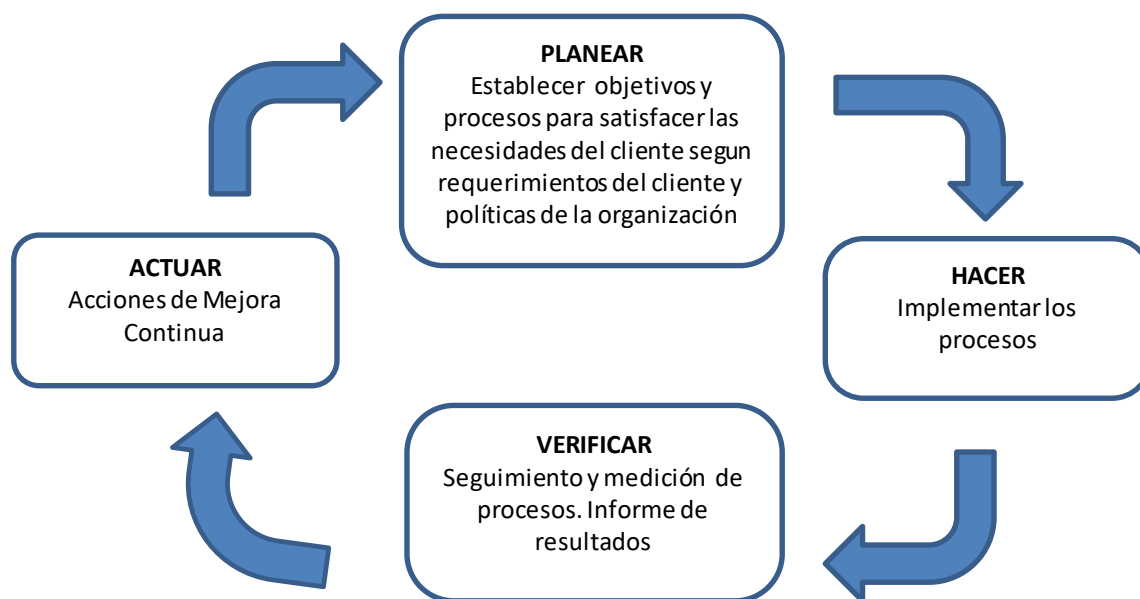 PLANEAR
Establecer objetivos y
procesos para satisfacer las
necesidades del cliente segun
requerimientos del cliente y
políticas de la organización
ACTUAR
Acciones de Mejora
Continua
HACER
Implementar los
procesos
VERIFICAR
Seguimiento y medición de
procesos. Informe de
resultados